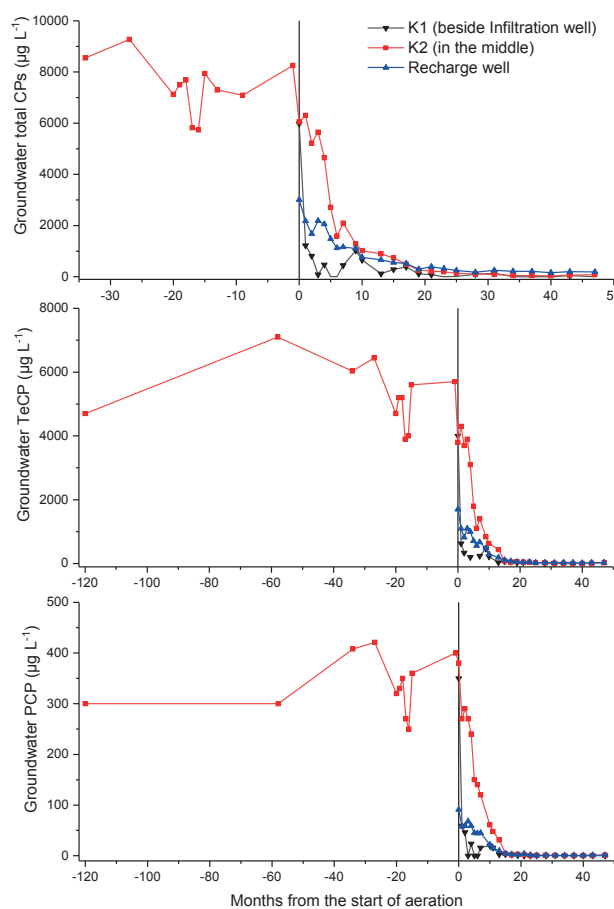 K1 (beside Infiltration well)
K2 (in the middle)
Recharge well
Groundwater total CPs (µg L⁻¹)
10000
8000
6000
4000
2000
0
-30 -20 -10 0 10 20 30 40 5
Groundwater TeCP (µg L⁻¹)
8000
6000
4000
2000
0
-120 -100 -80 -60 -40 -20 0 20 40
Groundwater PCP (µg L⁻¹)
500
400
300
200
100
0
-120 -100 -80 -60 -40 -20 0 20 40
Months from the start of aeration